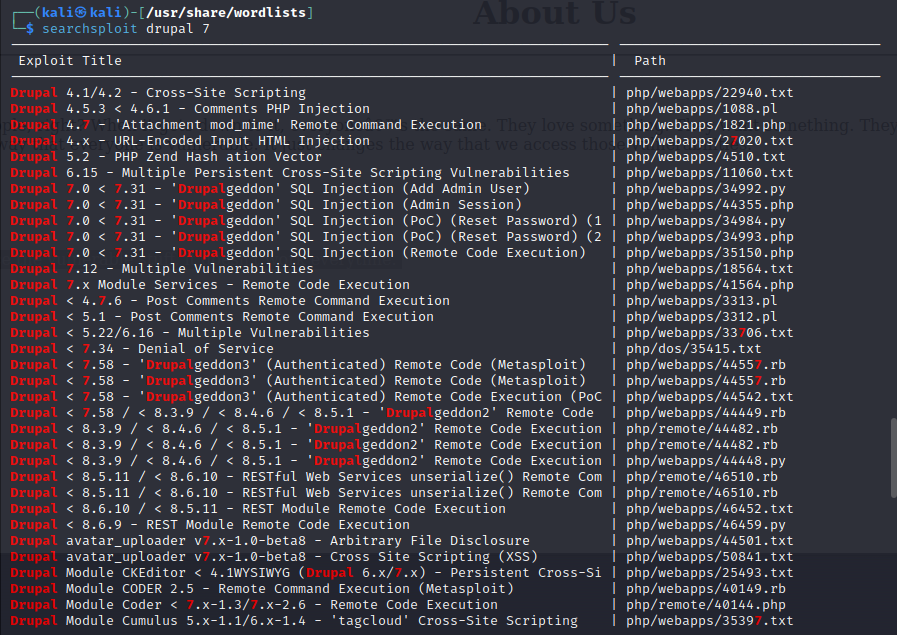 About Us
┌──(kali㉿kali)-[/usr/share/wordlists]
└─$ searchsploit drupal 7
Exploit Title | Path
Drupal 4.1/4.2 - Cross-Site Scripting | php/webapps/22940.txt
Drupal 4.5.3 < 4.6.1 - Comments PHP Injection | php/webapps/1088.pl
Drupal 4.7 - 'Attachment mod_mime' Remote Command Execution | php/webapps/1821.php
Drupal 4.x - URL-Encoded Input HTML Injection | php/webapps/27020.txt
Drupal 5.2 - PHP Zend Hash ation Vector | php/webapps/4510.txt
Drupal 6.15 - Multiple Persistent Cross-Site Scripting Vulnerabilities | php/webapps/11060.txt
Drupal 7.0 < 7.31 - 'Drupalgeddon' SQL Injection (Add Admin User) | php/webapps/34992.py
Drupal 7.0 < 7.31 - 'Drupalgeddon' SQL Injection (Admin Session) | php/webapps/44355.php
Drupal 7.0 < 7.31 - 'Drupalgeddon' SQL Injection (PoC) (Reset Password) (1 | php/webapps/34984.py
Drupal 7.0 < 7.31 - 'Drupalgeddon' SQL Injection (PoC) (Reset Password) (2 | php/webapps/34993.php
Drupal 7.0 < 7.31 - 'Drupalgeddon' SQL Injection (Remote Code Execution) | php/webapps/35150.php
Drupal 7.12 - Multiple Vulnerabilities | php/webapps/18564.txt
Drupal 7.x Module Services - Remote Code Execution | php/webapps/41564.php
Drupal < 4.7.6 - Post Comments Remote Command Execution | php/webapps/3313.pl
Drupal < 5.1 - Post Comments Remote Command Execution | php/webapps/3312.pl
Drupal < 5.22/6.16 - Multiple Vulnerabilities | php/webapps/33706.txt
Drupal < 7.34 - Denial of Service | php/dos/35415.txt
Drupal < 7.58 - 'Drupalgeddon3' (Authenticated) Remote Code (Metasploit) | php/webapps/44557.rb
Drupal < 7.58 - 'Drupalgeddon3' (Authenticated) Remote Code (Metasploit) | php/webapps/44557.rb
Drupal < 7.58 - 'Drupalgeddon3' (Authenticated) Remote Code Execution (PoC | php/webapps/44542.txt
Drupal < 7.58 / < 8.3.9 / < 8.4.6 / < 8.5.1 - 'Drupalgeddon2' Remote Code | php/webapps/44449.rb
Drupal < 8.3.9 / < 8.4.6 / < 8.5.1 - 'Drupalgeddon2' Remote Code Execution | php/remote/44482.rb
Drupal < 8.3.9 / < 8.4.6 / < 8.5.1 - 'Drupalgeddon2' Remote Code Execution | php/remote/44482.rb
Drupal < 8.3.9 / < 8.4.6 / < 8.5.1 - 'Drupalgeddon2' Remote Code Execution | php/webapps/44448.py
Drupal < 8.5.11 / < 8.6.10 - RESTful Web Services unserialize() Remote Com | php/remote/46510.rb
Drupal < 8.5.11 / < 8.6.10 - RESTful Web Services unserialize() Remote Com | php/remote/46510.rb
Drupal < 8.6.10 / < 8.5.11 - REST Module Remote Code Execution | php/webapps/46452.txt
Drupal < 8.6.9 - REST Module Remote Code Execution | php/webapps/46459.py
Drupal avatar_uploader v7.x-1.0-beta8 - Arbitrary File Disclosure | php/webapps/44501.txt
Drupal avatar_uploader v7.x-1.0-beta8 - Cross Site Scripting (XSS) | php/webapps/50841.txt
Drupal Module CKEditor < 4.1WYSIWYG (Drupal 6.x/7.x) - Persistent Cross-Si | php/webapps/25493.txt
Drupal Module CODER 2.5 - Remote Command Execution (Metasploit) | php/webapps/40149.rb
Drupal Module Coder < 7.x-1.3/7.x-2.6 - Remote Code Execution | php/remote/40144.php
Drupal Module Cumulus 5.x-1.1/6.x-1.4 - 'tagcloud' Cross-Site Scripting | php/webapps/35397.txt